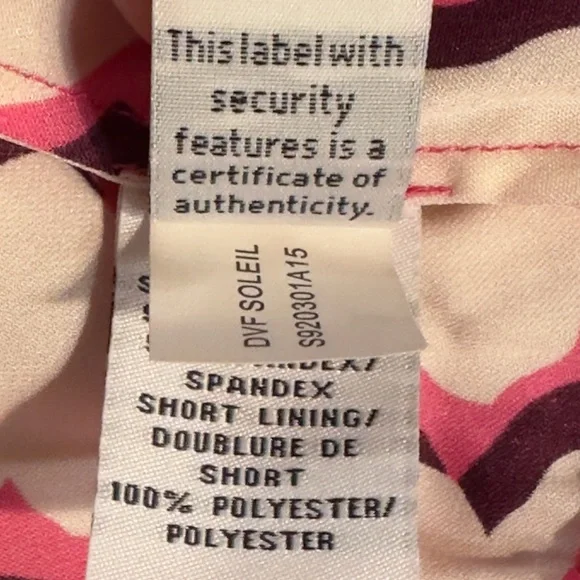 This label with
security
features is a
certificate of
authenticity.
DVF SOLEIL
S920301A15
SPANDEX
SHORT LINING/
DOUBLURE DE
SHORT
100% POLYESTER/
POLYESTER